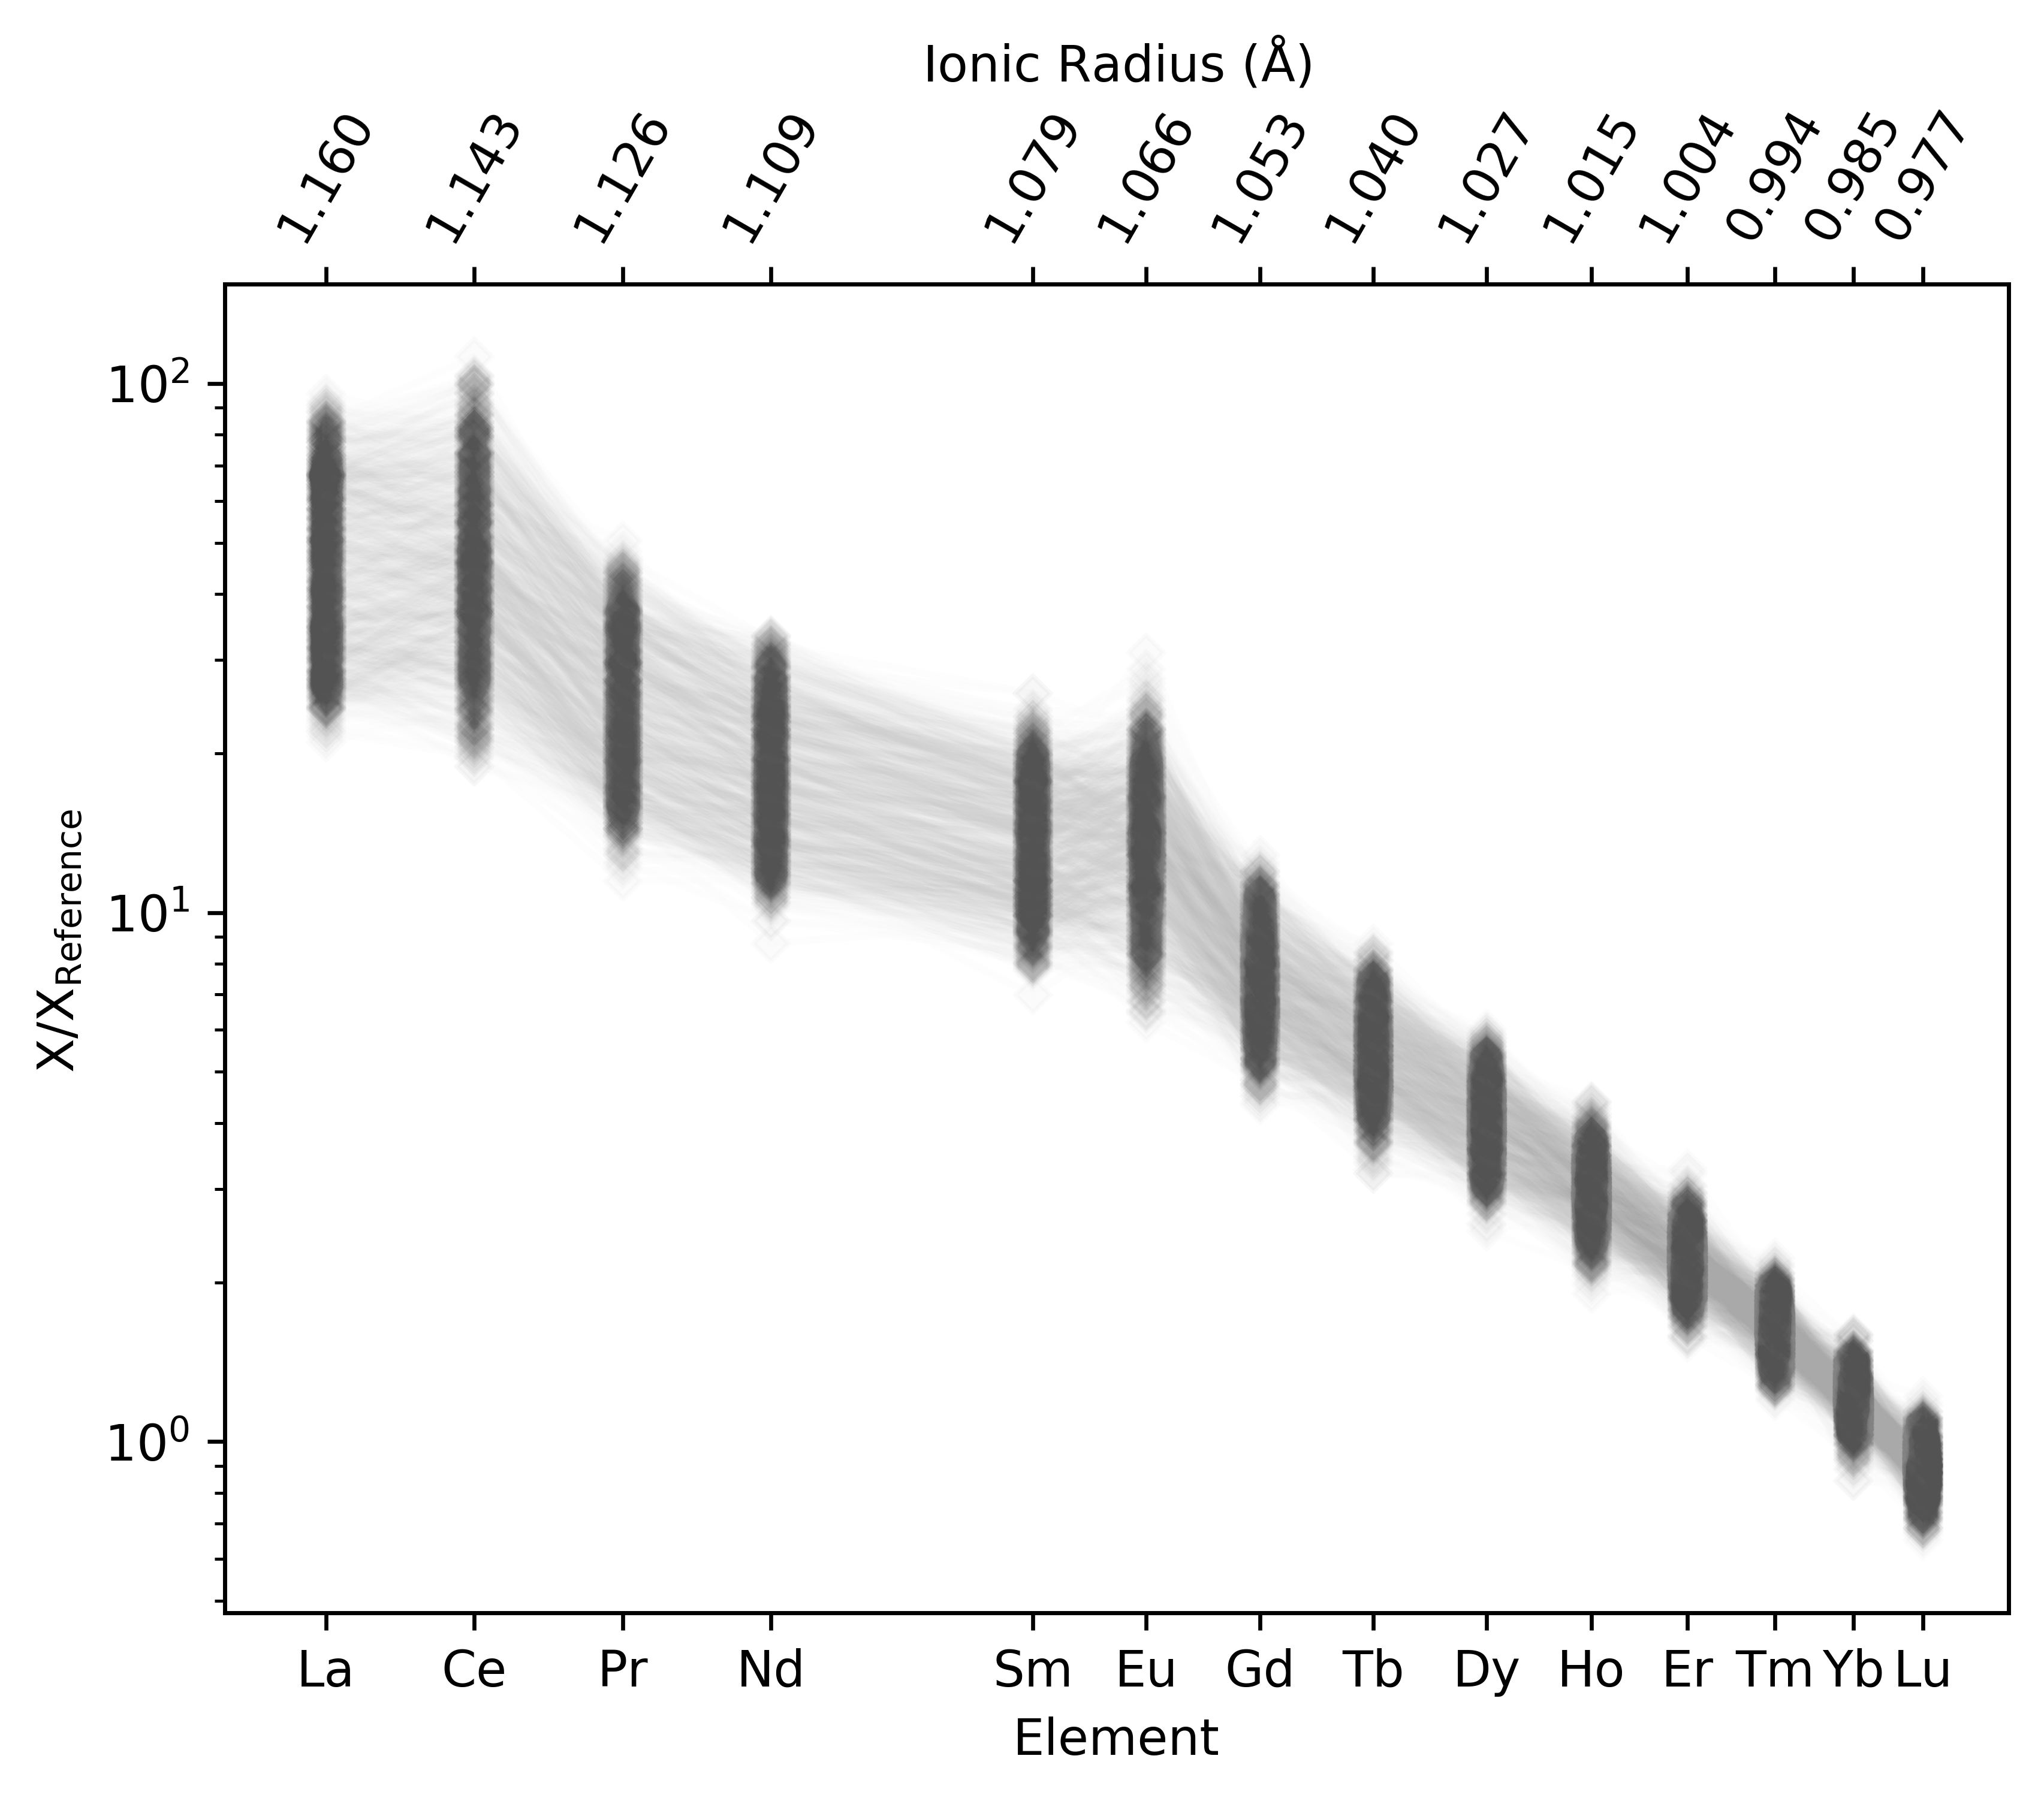 Ionic Radius (Å)
1.160 1.143 1.126 1.109 1.079 1.066 1.053 1.040 1.027 1.015 1.004 0.994 0.985 0.977
X/X_Reference
10²
10¹
10⁰
La Ce Pr Nd Sm Eu Gd Tb Dy Ho Er Tm Yb Lu
Element